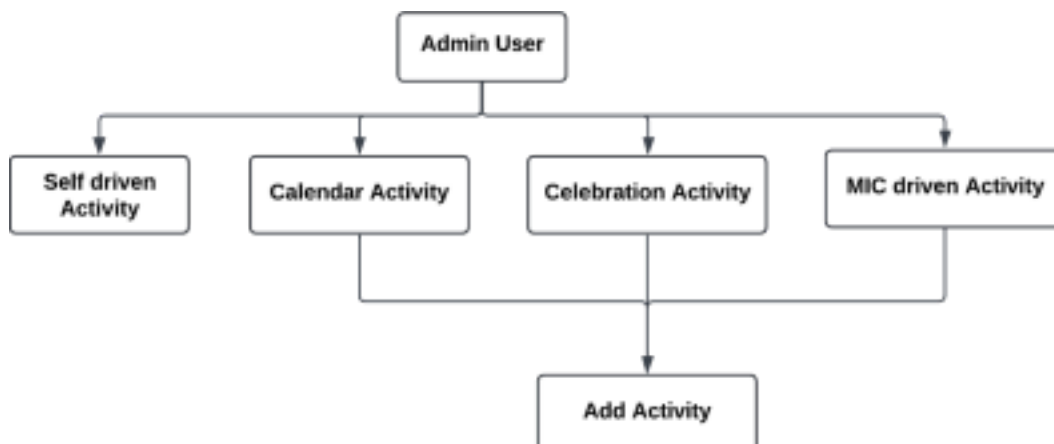 Admin User
Self driven
Activity
Calendar Activity
Celebration Activity
MIC driven Activity
Add Activity